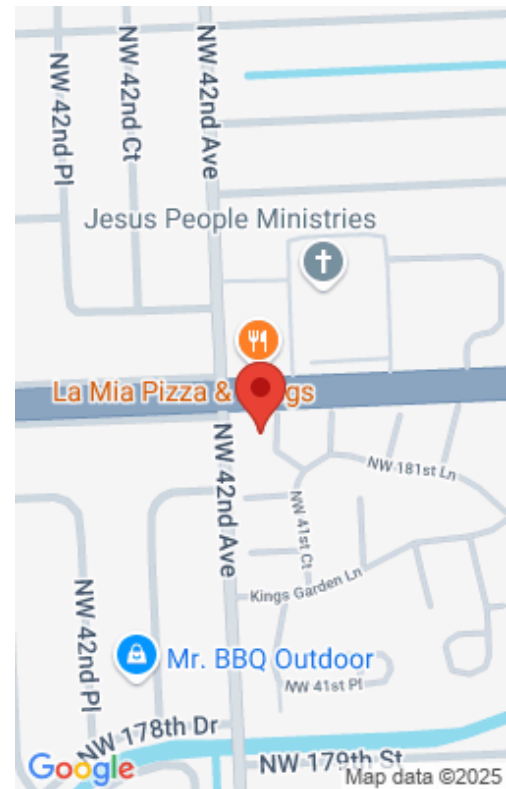 NW 42nd Pl
NW 42nd Ct
NW 42nd Ave
Jesus People Ministries
La Mia Pizza & gs
NW 42nd Ave
NW 181st Ln
NW 41st Ct
Kings Garden Ln
NW 42nd Pl
Mr. BBQ Outdoor
NW 41st Pl
NW 178th Dr
NW 179th St
Google
Map data ©2025